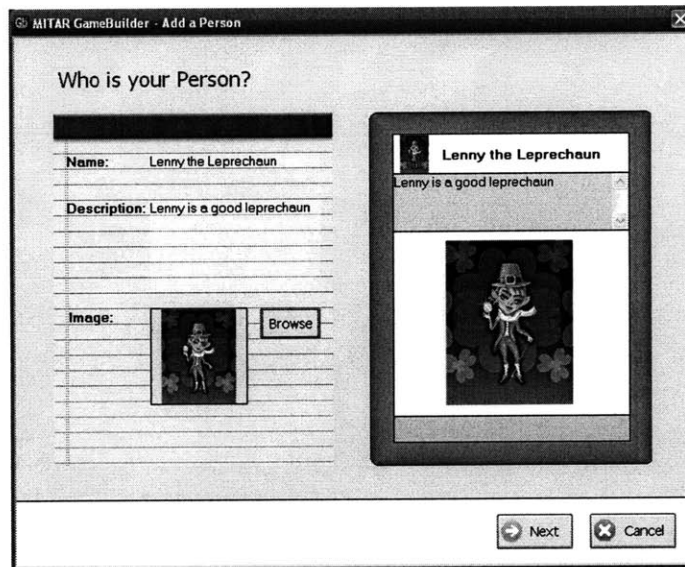 Gb MITAR GameBuilder - Add a Person
Who is your Person?
Name: Lenny the Leprechaun
Description: Lenny is a good leprechaun
Image:
Browse
Lenny the Leprechaun
Lenny is a good leprechaun
Next
Cancel